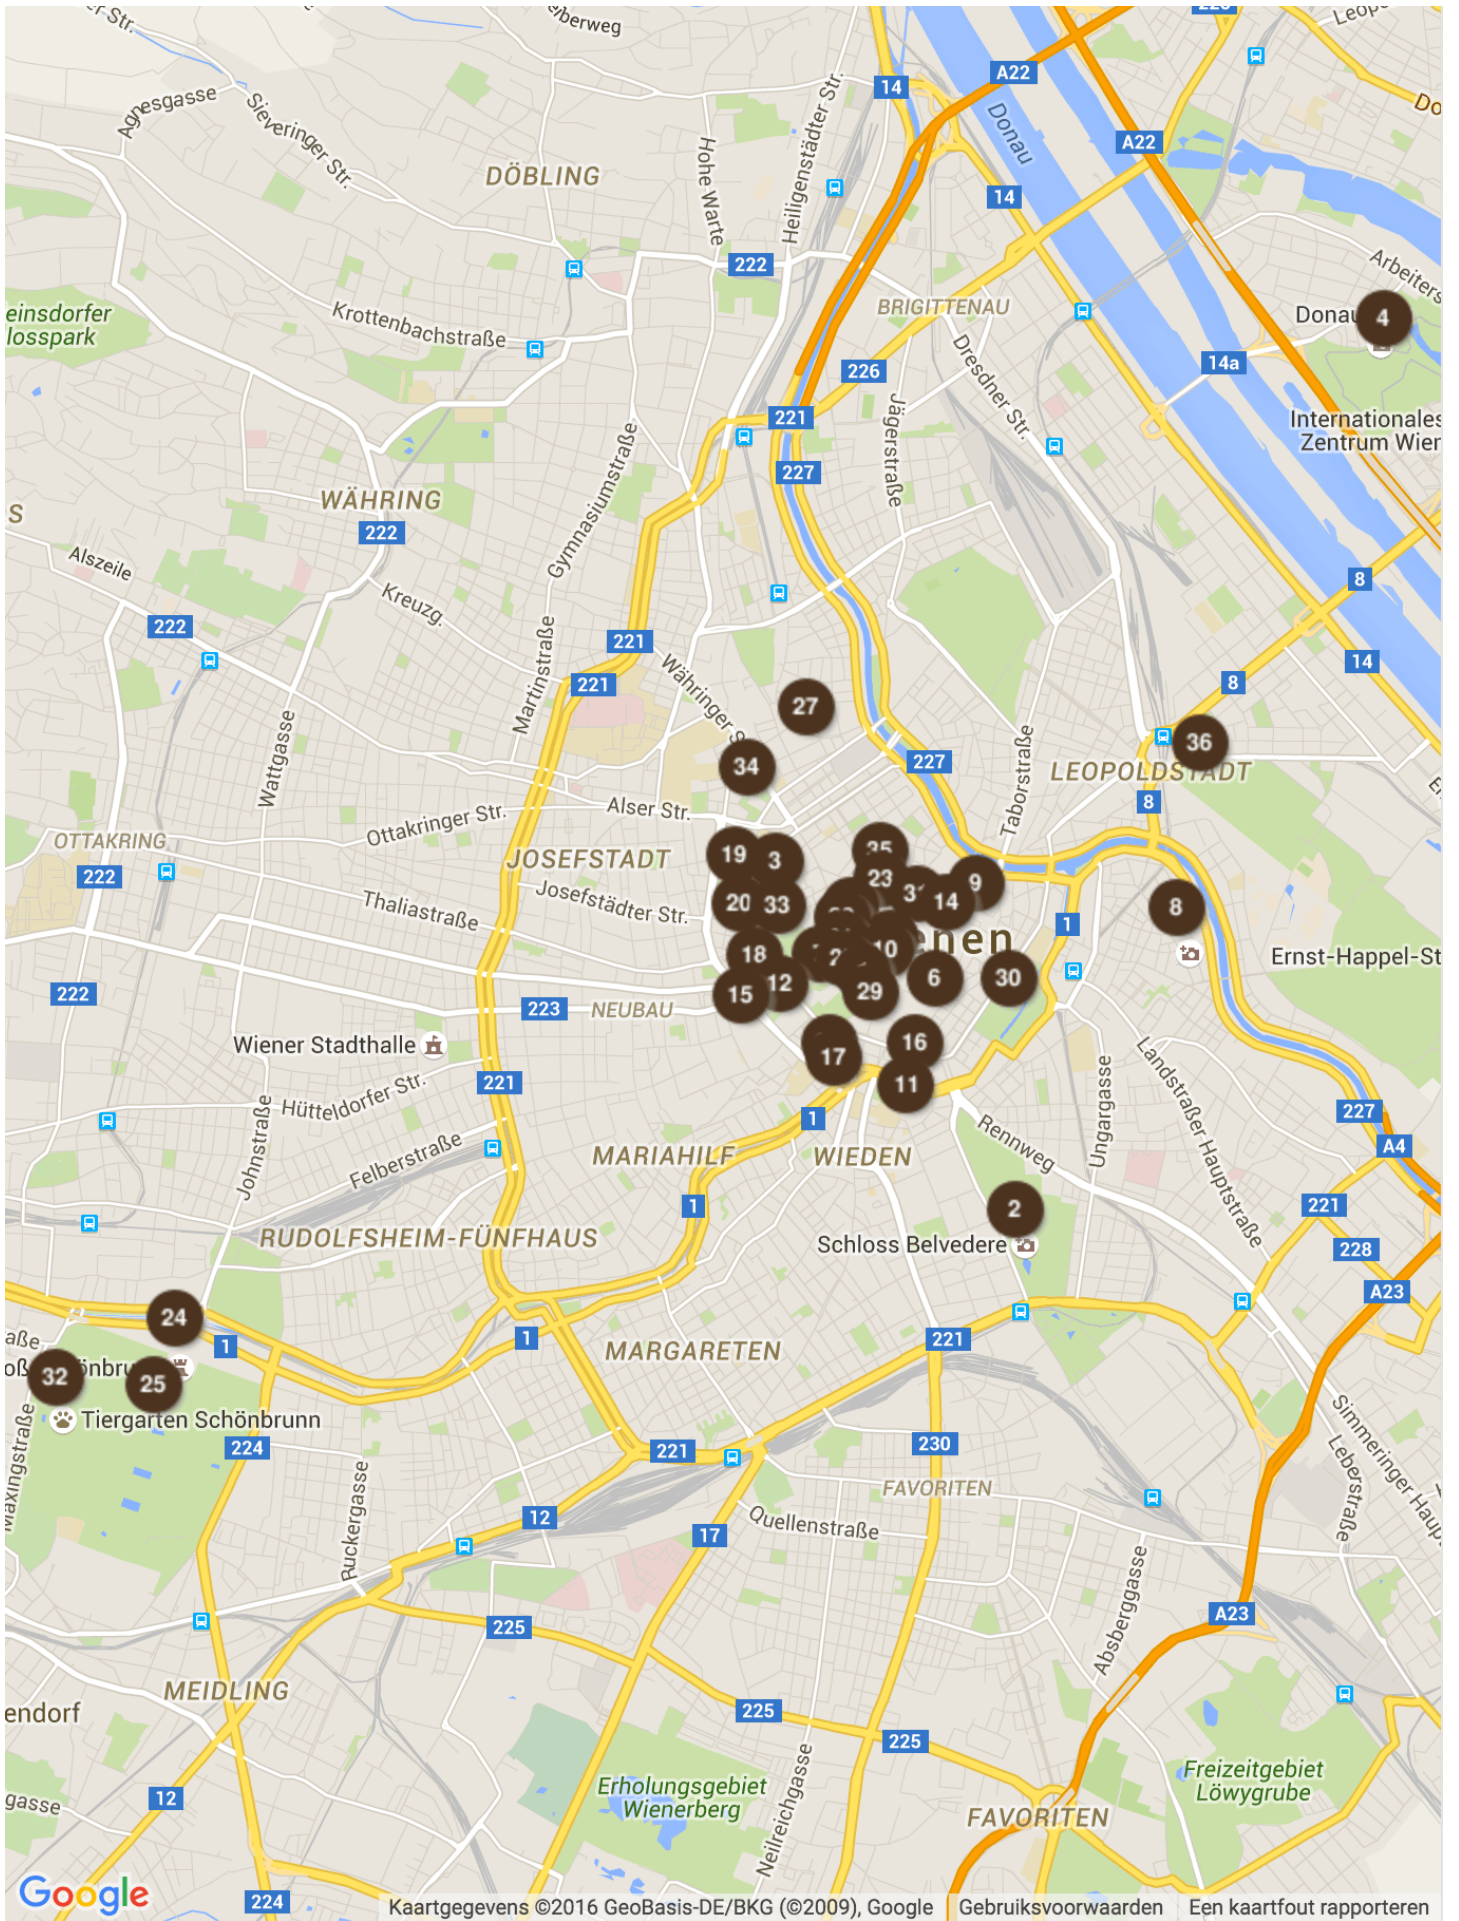 228
A22
14
Donau
A22
Agnesgasse
Sieveringer Str.
Hohe Warte
Heiligenstädter Str.
DÖBLING
14
222
Arbeiters
BRIGITTENAU
einsdorfer
losspark
Krottenbachstraße
Donau
4
Dresdner Str.
14a
226
Jägerstraße
221
Internationales
Zentrum Wien
227
Gymnasiumstraße
WÄHRING
S
222
Alszeile
Kreuzg.
8
222
221
Martinstraße
Währinger S
14
221
8
27
Wattgasse
36
34
227
Taborstraße
LEOPOLDSTADT
8
Alser Str.
Ottakringer Str.
OTTAKRING
JOSEFSTADT
19
3
35
222
23
9
Josefstädter Str.
20
33
3
14
8
Thaliastraße
1
enen
18
10
Ernst-Happel-St
12
6
30
222
15
29
223
NEUBAU
Wiener Stadthalle
17
16
Landstraßer Hauptstraße
221
11
Hütteldorfer Str.
Ungargasse
227
Johnstraße
1
Rennweg
A4
Felberstraße
MARIAHILF
WIEDEN
1
2
221
RUDOLFSHEIM-FÜNFHAUS
Schloss Belvedere
228
A23
24
aße
1
1
221
MARGARETEN
32
25
Tiergarten Schönbrunn
Maxingstraße
224
221
230
Simmeringer Haup
Leberstraße
FAVORITEN
Ruckergasse
12
17
Quellenstraße
Absberggasse
A23
225
MEIDLING
endorf
225
225
Neilreichgasse
Freizeitgebiet
Löwygrube
Erholungsgebiet
Wienerberg
12
gasse
FAVORITEN
Google
224
Kaartgegevens ©2016 GeoBasis-DE/BKG (©2009), Google
Gebruiksvoorwaarden
Een kaartfout rapporteren